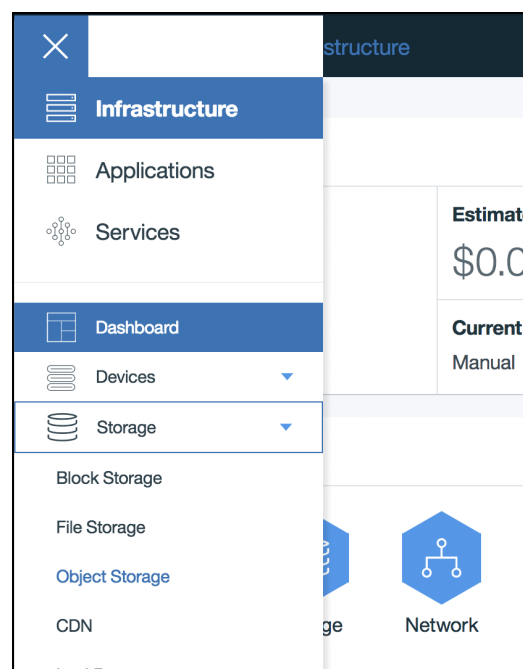 structure
Infrastructure
Applications
Services
Dashboard
Devices
Storage
Block Storage
File Storage
Object Storage
CDN
Estimat
$0.0
Current
Manual
ge
Network